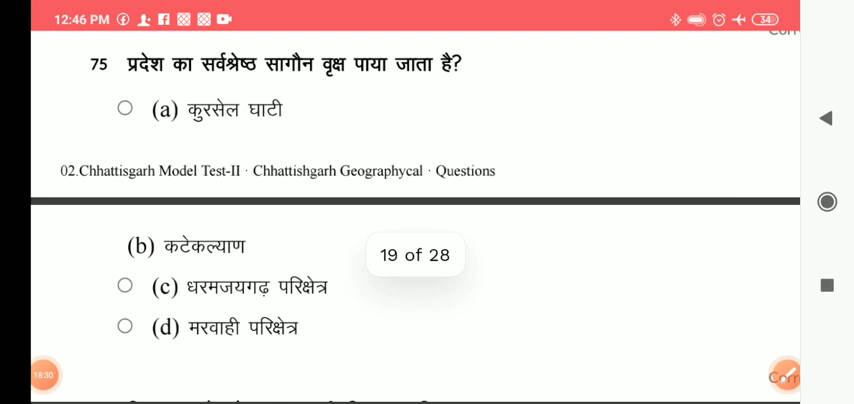 12:46 PM
34
75 प्रदेश का सर्वश्रेष्ठ सागौन वृक्ष पाया जाता है?
(a) कुरसेल घाटी
02.Chhattisgarh Model Test-II · Chhattishgarh Geographycal · Questions
(b) कटेकल्याण
19 of 28
(c) धरमजयगढ़ परिक्षेत्र
(d) मरवाही परिक्षेत्र
18:30